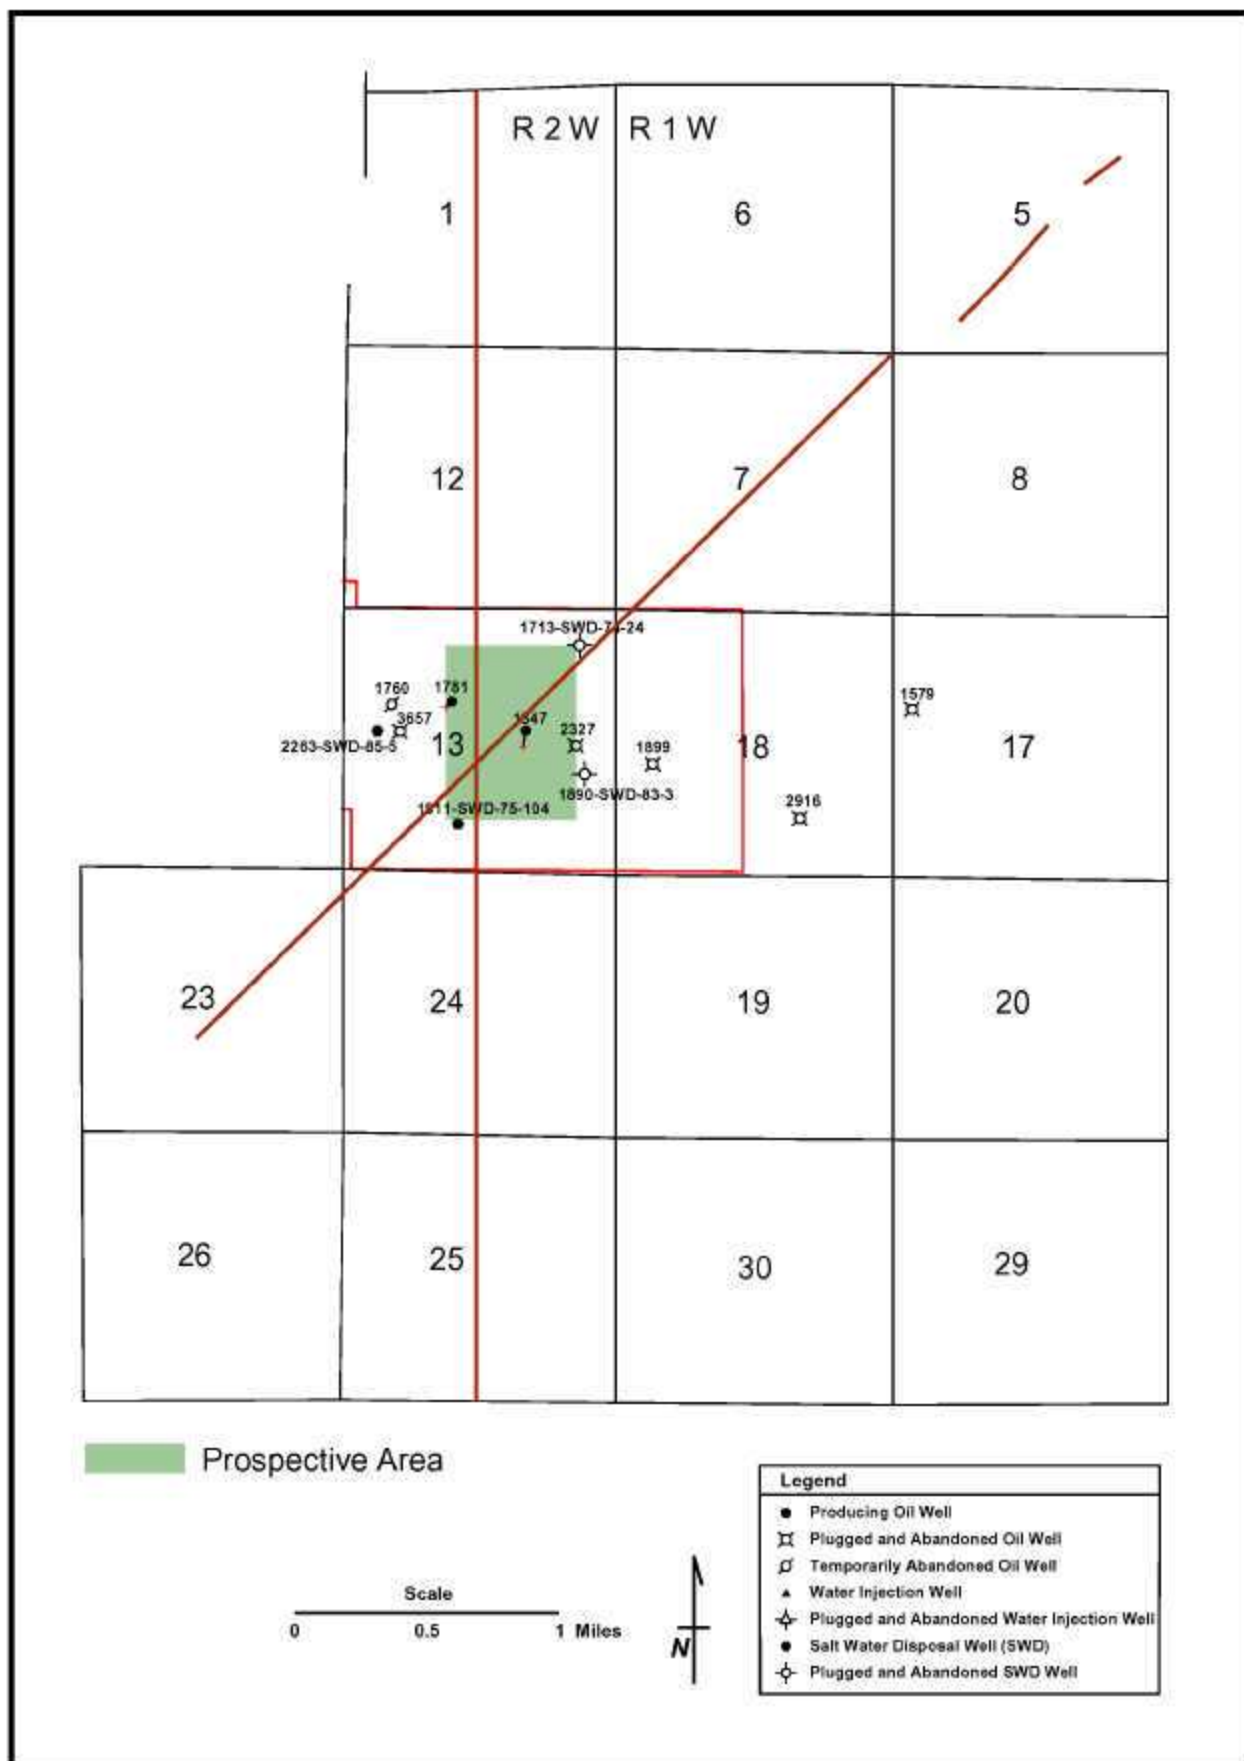 R 2 W R 1 W
1 6 5
12 7 8
1713-SWD-74-24
1760 1781 1579
3657 1347 2327
2263-SWD-85-5 13 1899 18 17
1890-SWD-83-3 2916
1911-SWD-75-104
23 24 19 20
26 25 30 29
Prospective Area
Legend
Producing Oil Well
Plugged and Abandoned Oil Well
Temporarily Abandoned Oil Well
Water Injection Well
Plugged and Abandoned Water Injection Well
Salt Water Disposal Well (SWD)
Plugged and Abandoned SWD Well
Scale
0 0.5 1 Miles
N